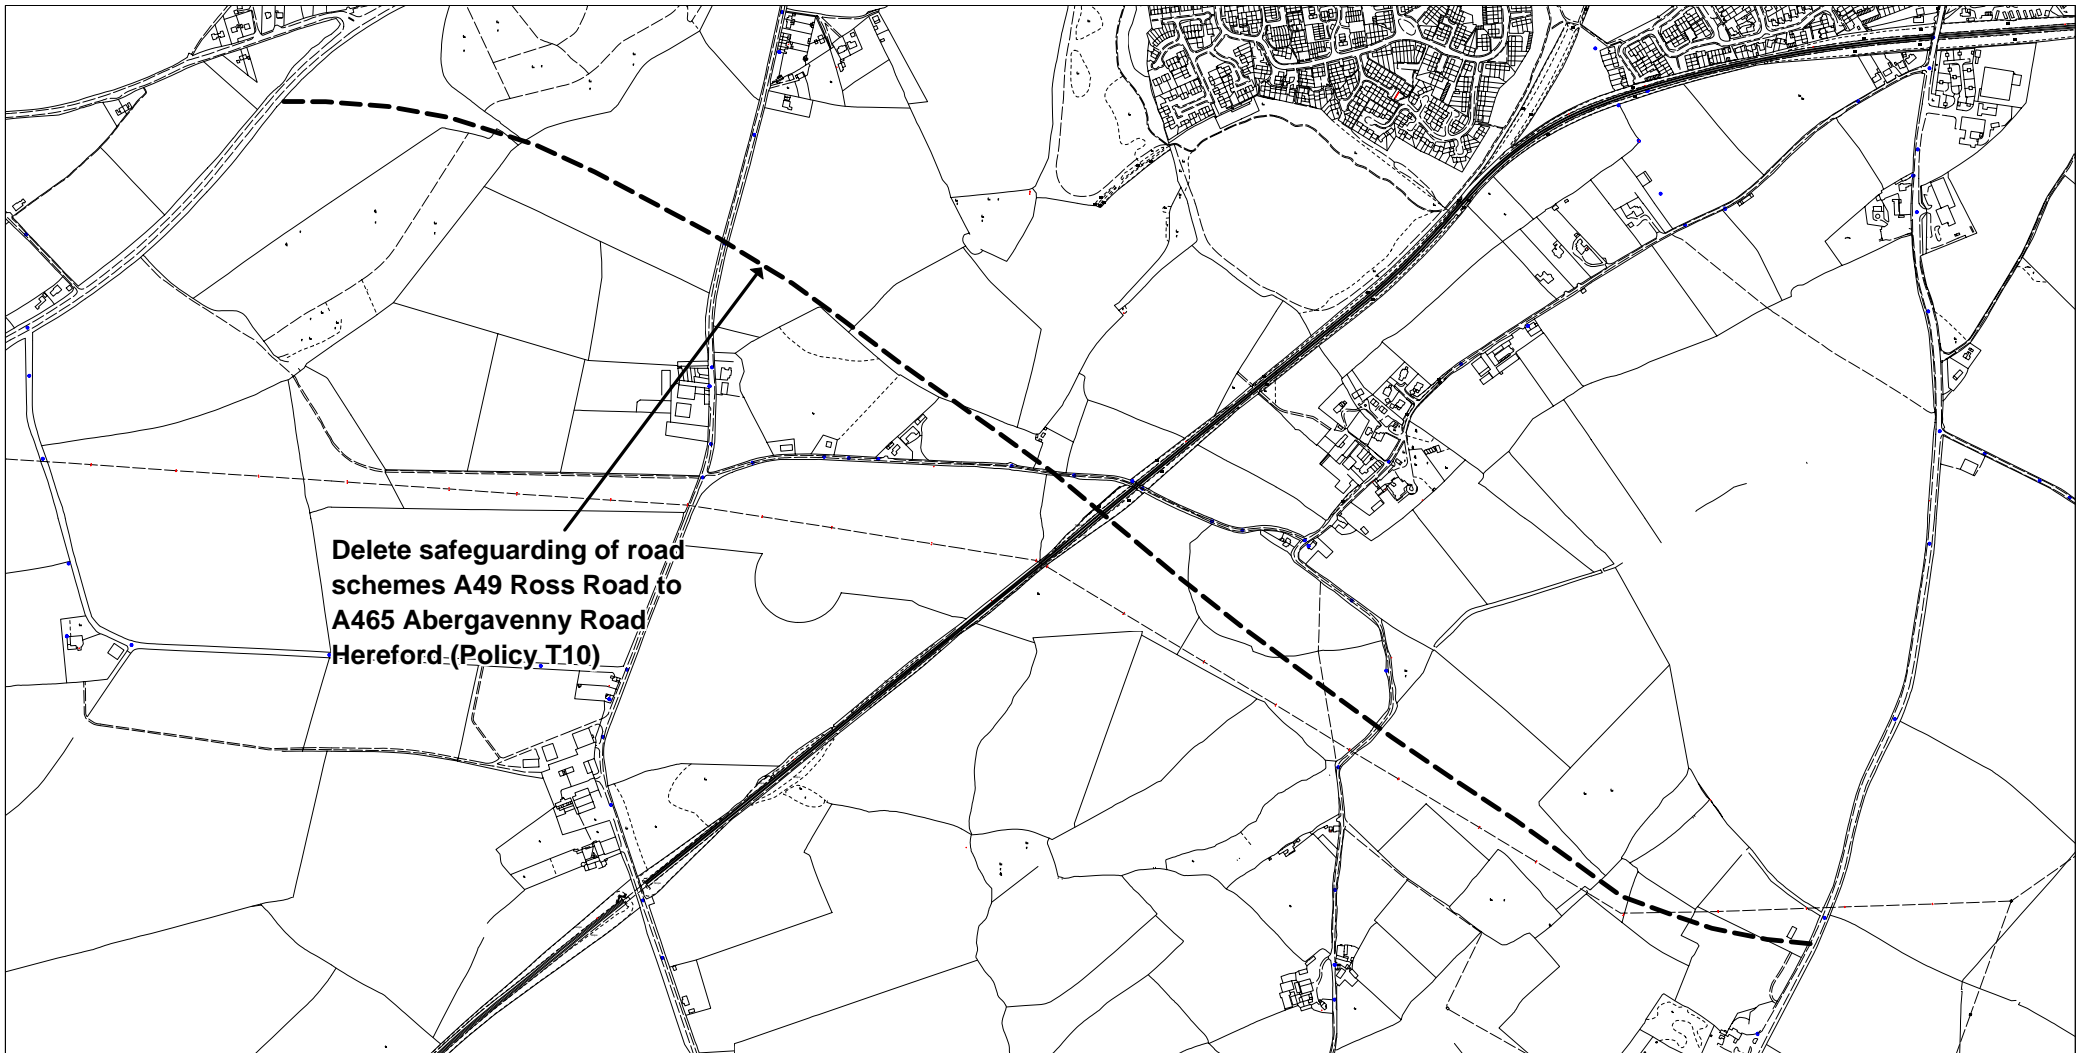 Delete safeguarding of road
schemes A49 Ross Road to
A465 Abergavenny Road
Hereford (Policy T10)